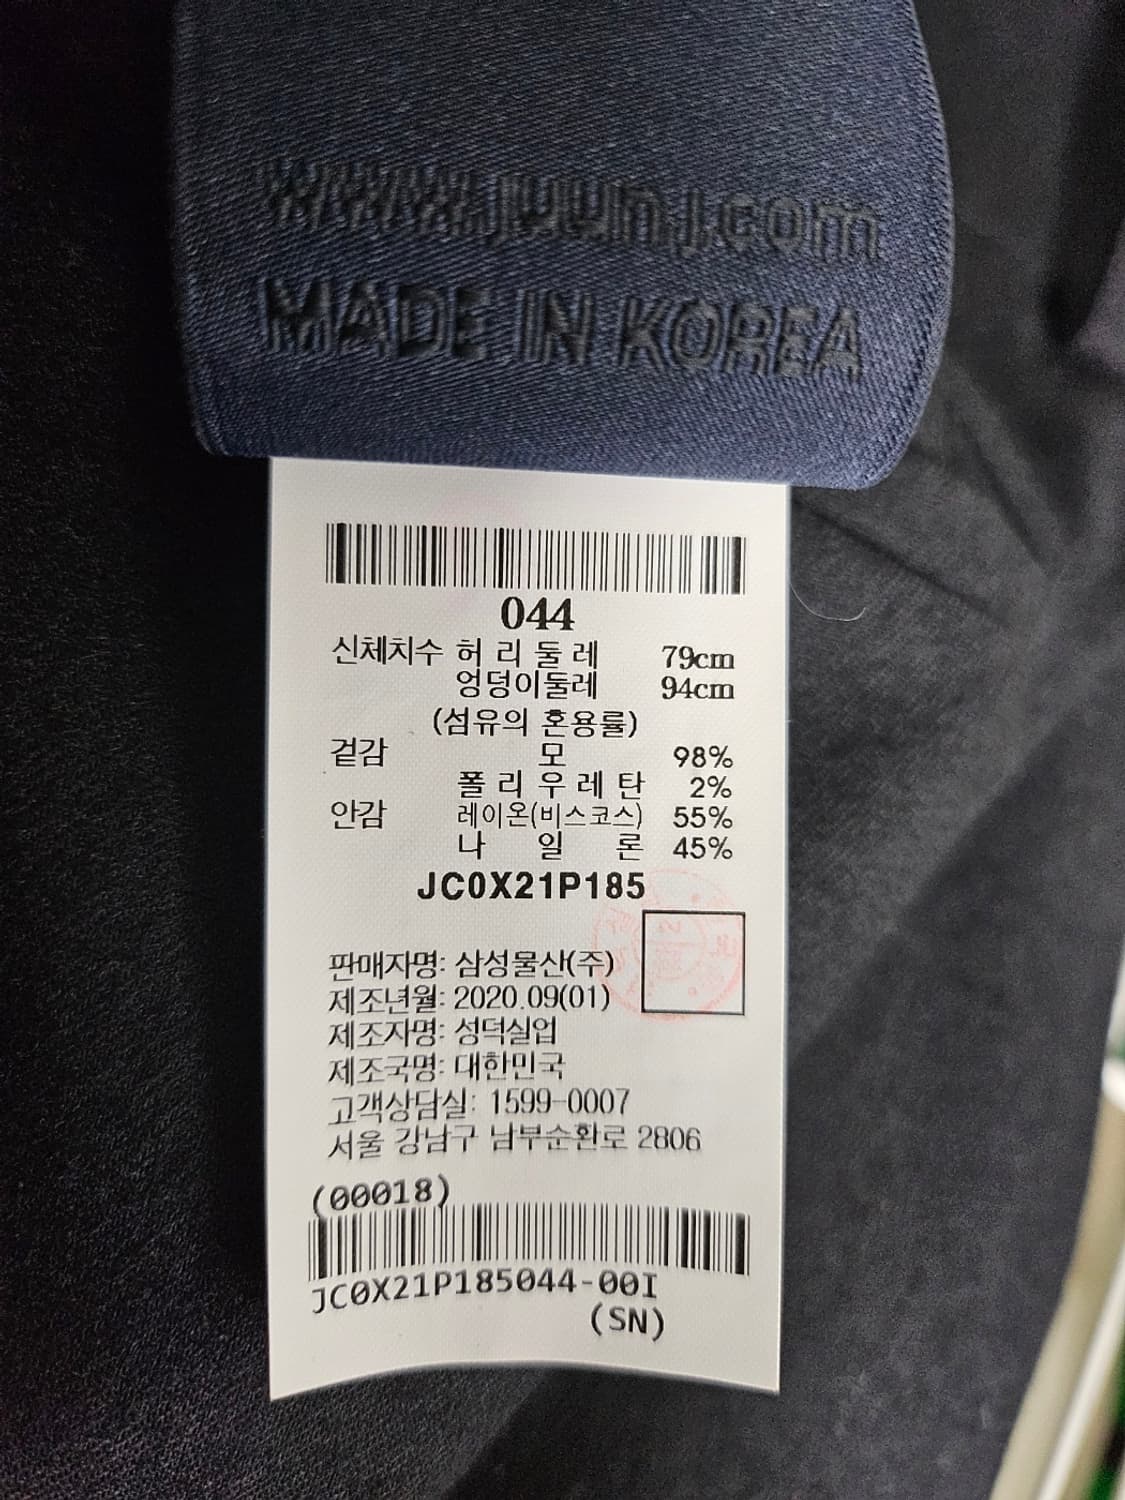 www.juunj.com
MADE IN KOREA
044
신체치수 허 리 둘 레 79cm
엉덩이둘레 94cm
(섬유의 혼용률)
겉감 모 98%
폴 리 우 레 탄 2%
안감 레이온(비스코스) 55%
나 일 론 45%
JC0X21P185
판매자명: 삼성물산(주)
제조년월: 2020.09(01)
제조자명: 성덕실업
제조국명: 대한민국
고객상담실: 1599-0007
서울 강남구 남부순환로 2806
(00018)
JC0X21P185044-00I
(SN)